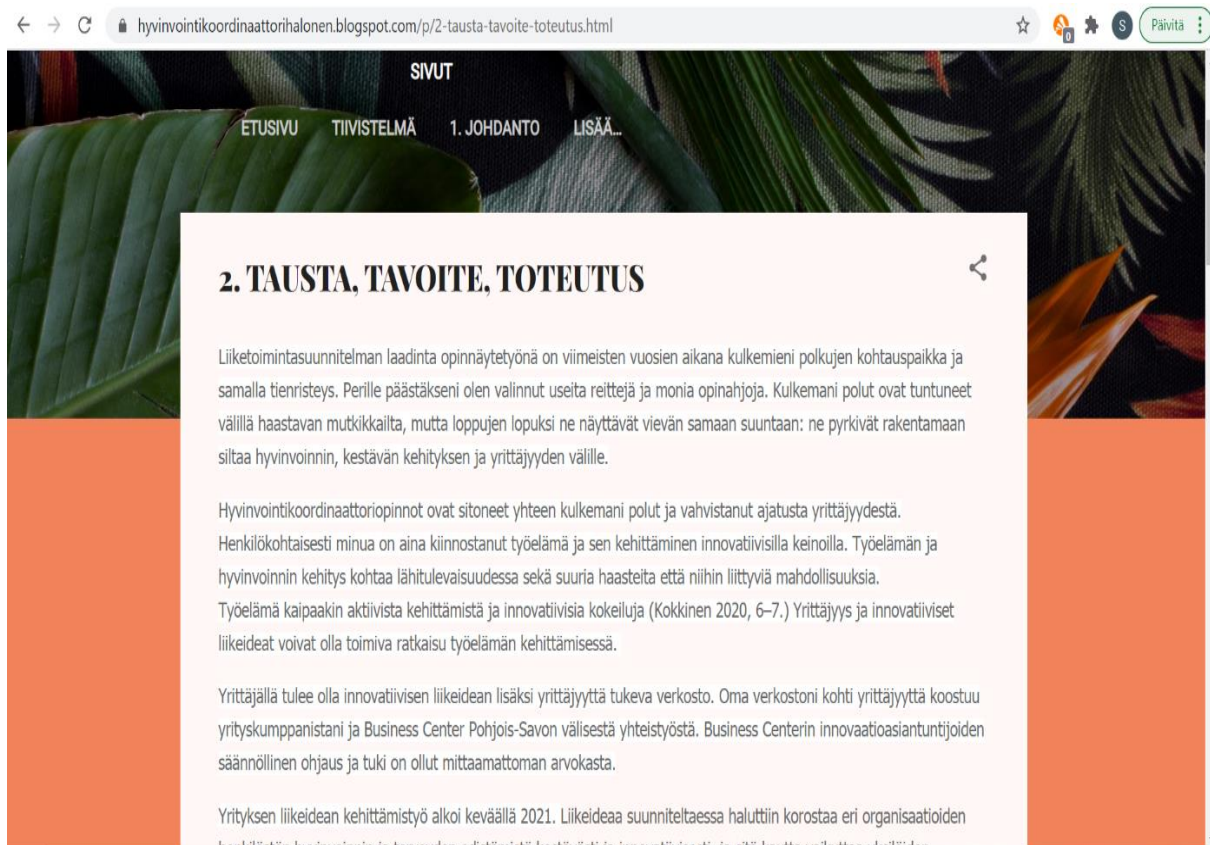 hyvinvointikoordinaattorihalonen.blogspot.com/p/2-tausta-tavoite-toteutus.html
0
S
Päivitä
SIVUT
ETUSIVU TIIVISTELMÄ 1. JOHDANTO LISÄÄ...
2. TAUSTA, TAVOITE, TOTEUTUS
Liiketoimintasuunnitelman laadinta opinnäytetyönä on viimeisten vuosien aikana kulkemieni polkujen kohtauspaikka ja
samalla tienristeys. Perille päästäkseni olen valinnut useita reittejä ja monia opinahjoja. Kulkemani polut ovat tuntuneet
välillä haastavan mutkikkailta, mutta loppujen lopuksi ne näyttävät vievän samaan suuntaan: ne pyrkivät rakentamaan
siltaa hyvinvoinnin, kestävän kehityksen ja yrittäjyyden välille.
Hyvinvointikoordinaattoriopinnot ovat sitoneet yhteen kulkemani polut ja vahvistanut ajatusta yrittäjyydestä.
Henkilökohtaisesti minua on aina kiinnostanut työelämä ja sen kehittäminen innovatiivisilla keinoilla. Työelämän ja
hyvinvoinnin kehitys kohtaa lähitulevaisuudessa sekä suuria haasteita että niihin liittyviä mahdollisuuksia.
Työelämä kaipaakin aktiivista kehittämistä ja innovatiivisia kokeiluja (Kokkinen 2020, 6–7.) Yrittäjyys ja innovatiiviset
liikeideat voivat olla toimiva ratkaisu työelämän kehittämisessä.
Yrittäjällä tulee olla innovatiivisen liikeidean lisäksi yrittäjyyttä tukeva verkosto. Oma verkostoni kohti yrittäjyyttä koostuu
yrityskumppanistani ja Business Center Pohjois-Savon välisestä yhteistyöstä. Business Centerin innovaatioasiantuntijoiden
säännöllinen ohjaus ja tuki on ollut mittaamattoman arvokasta.
Yrityksen liikeidean kehittämistyö alkoi keväällä 2021. Liikeideaa suunniteltaessa haluttiin korostaa eri organisaatioiden